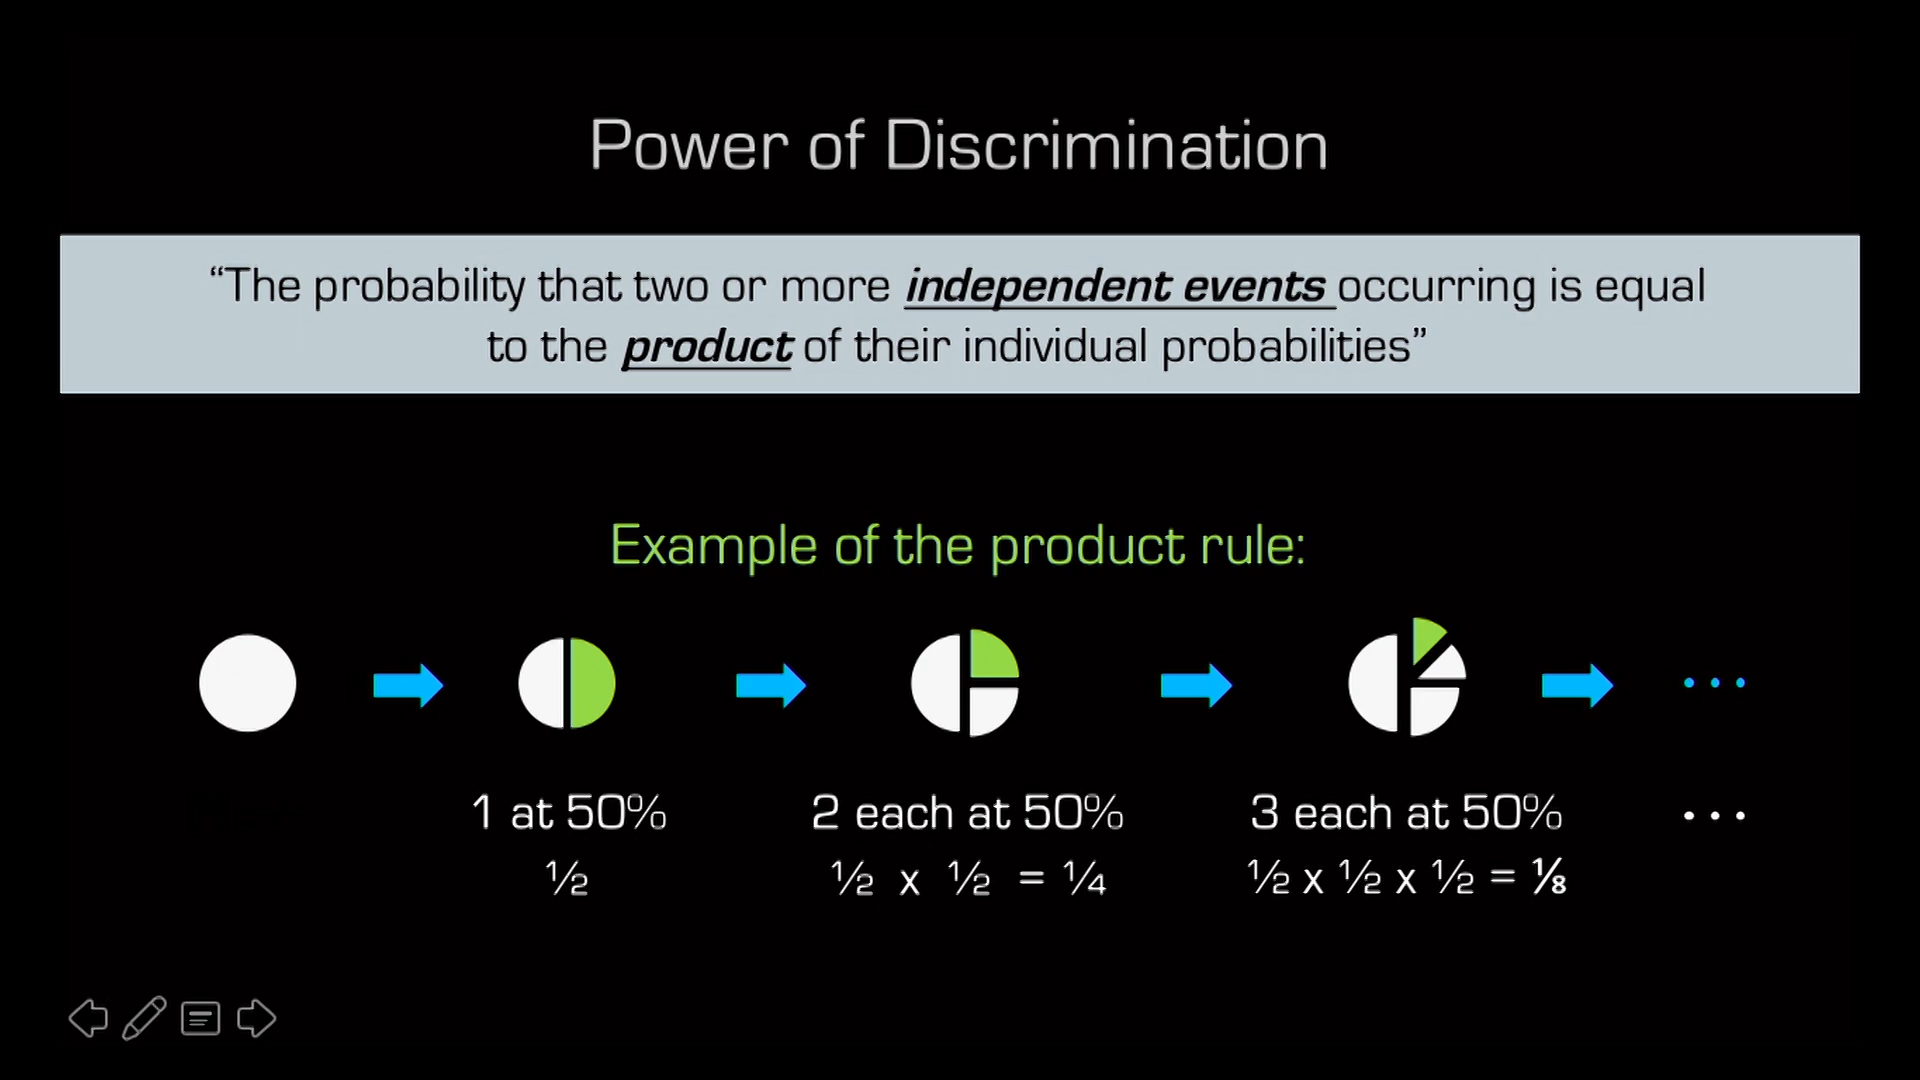 Power of Discrimination
“The probability that two or more independent events occurring is equal
to the product of their individual probabilities”
Example of the product rule:
1 at 50%
½
2 each at 50%
½ x ½ = ¼
3 each at 50%
½ x ½ x ½ = ⅛
...
...